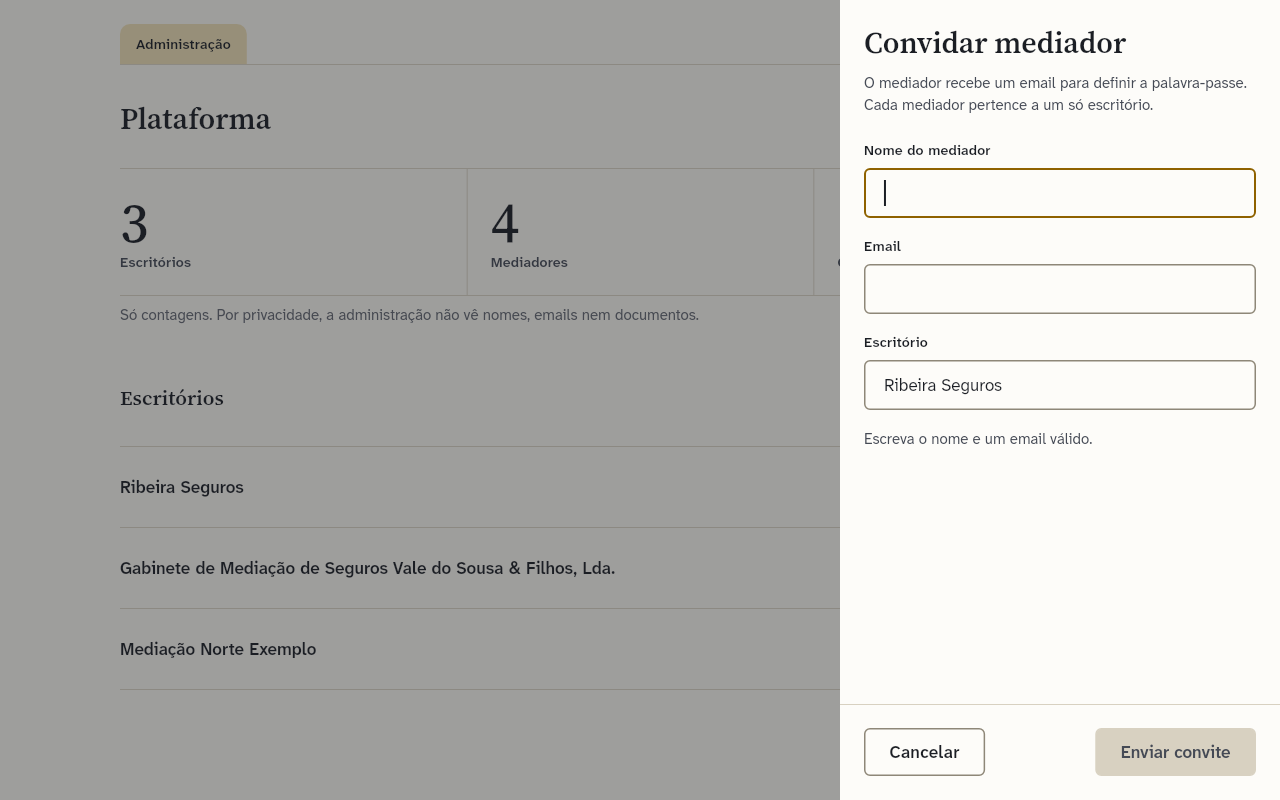 Administração
Plataforma
3
Escritórios
4
Mediadores
Só contagens. Por privacidade, a administração não vê nomes, emails nem documentos.
Escritórios
Ribeira Seguros
Gabinete de Mediação de Seguros Vale do Sousa & Filhos, Lda.
Mediação Norte Exemplo
Convidar mediador
O mediador recebe um email para definir a palavra-passe.
Cada mediador pertence a um só escritório.
Nome do mediador
Email
Escritório
Ribeira Seguros
Escreva o nome e um email válido.
Cancelar
Enviar convite